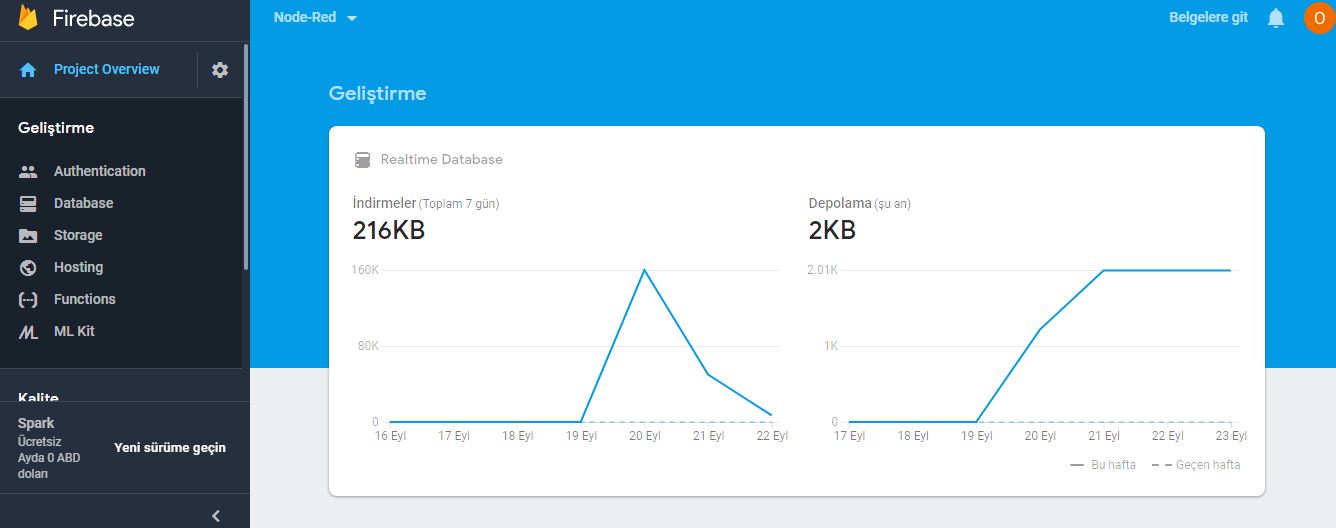 Firebase
Project Overview
Geliştirme
Authentication
Database
Storage
Hosting
Functions
ML Kit
Kalite
Spark
Ücretsiz
Ayda 0 ABD
doları
Yeni sürüme geçin
Node-Red
Belgelere git
O
Geliştirme
Realtime Database
İndirmeler (Toplam 7 gün)
216KB
160K
80K
0
16 Eyl 17 Eyl 18 Eyl 19 Eyl 20 Eyl 21 Eyl 22 Eyl
Depolama (şu an)
2KB
2.01K
1K
0
17 Eyl 18 Eyl 19 Eyl 20 Eyl 21 Eyl 22 Eyl 23 Eyl
Bu hafta Geçen hafta